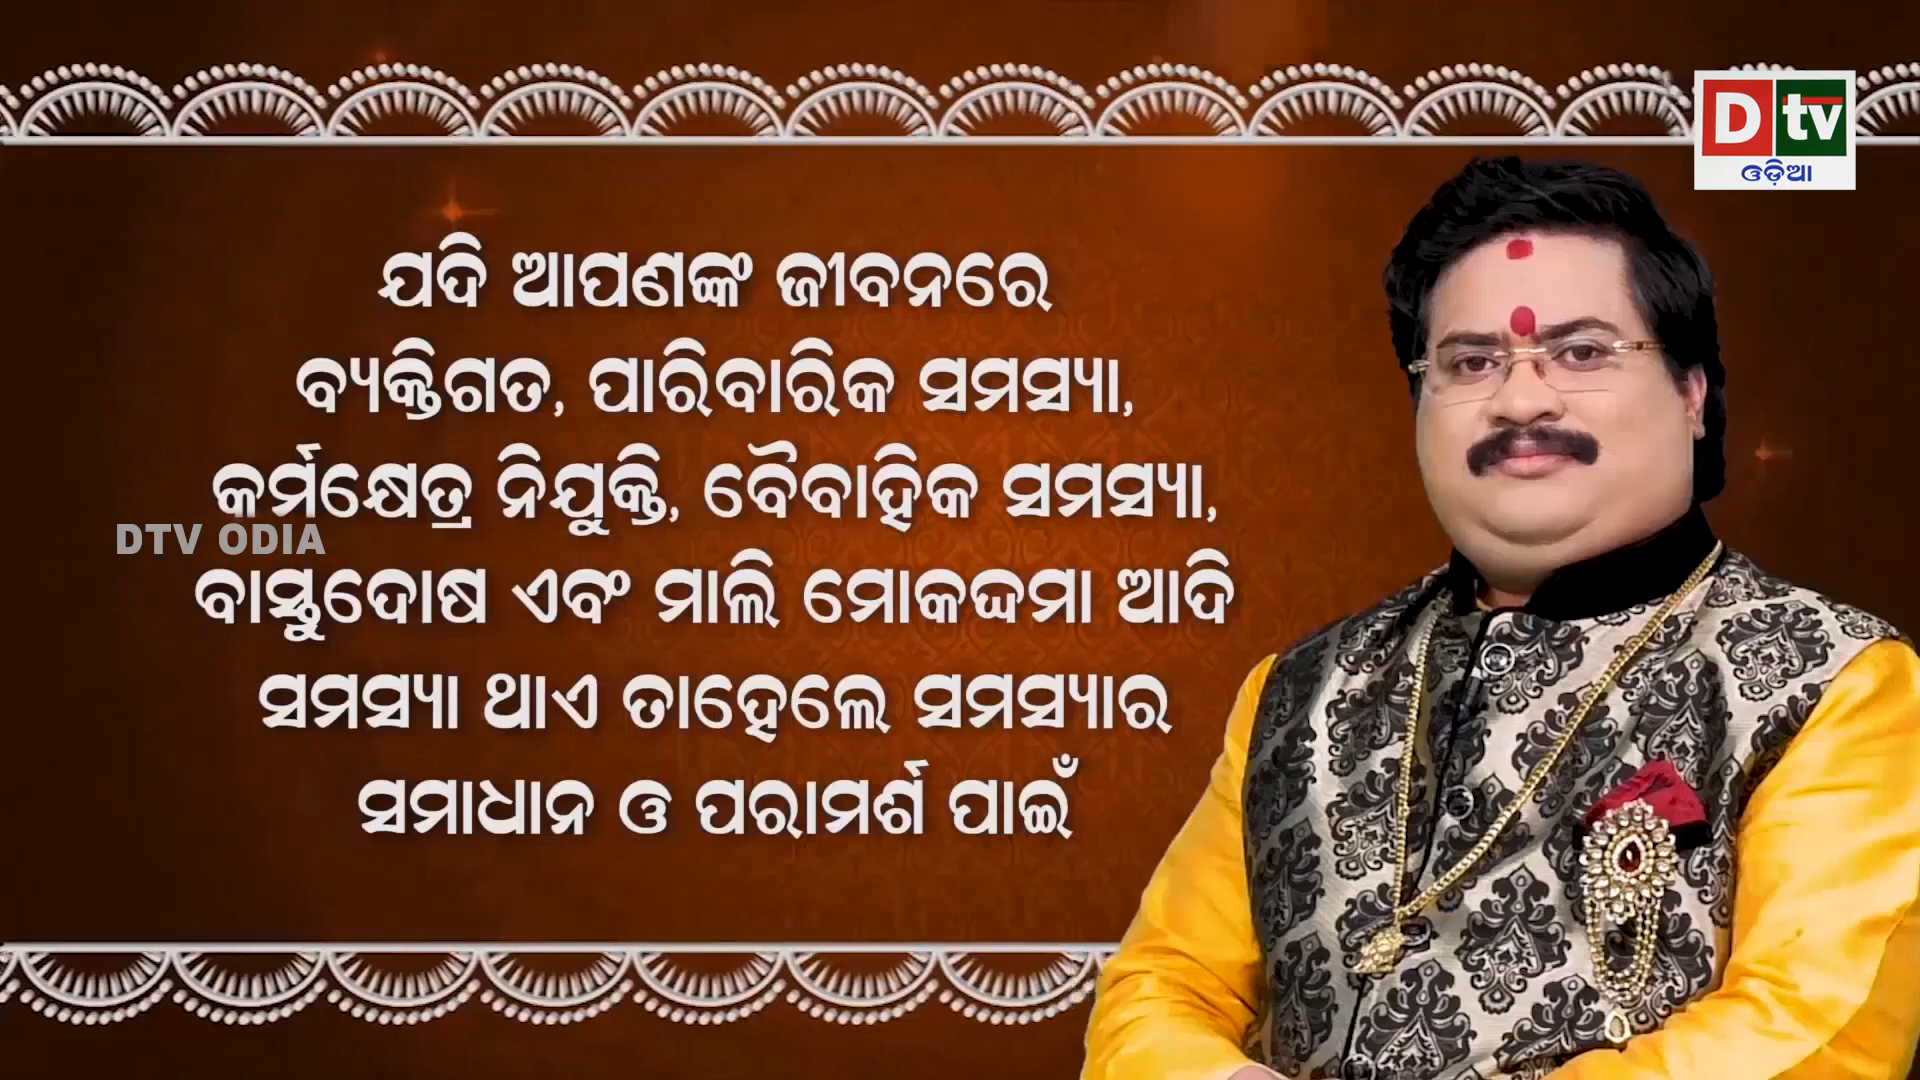 Dtv
ଓଡ଼ିଆ
ଯଦି ଆପଣଙ୍କ ଜୀବନରେ
ବ୍ୟକ୍ତିଗତ, ପାରିବାରିକ ସମସ୍ୟା,
କର୍ମକ୍ଷେତ୍ର ନିଯୁକ୍ତି, ବୈବାହିକ ସମସ୍ୟା,
DTV ODIA
ବାସ୍ତୁଦୋଷ ଏବଂ ମାଲି ମୋକଦ୍ଦମା ଆଦି
ସମସ୍ୟା ଥାଏ ତାହେଲେ ସମସ୍ୟାର
ସମାଧାନ ଓ ପରାମର୍ଶ ପାଇଁ